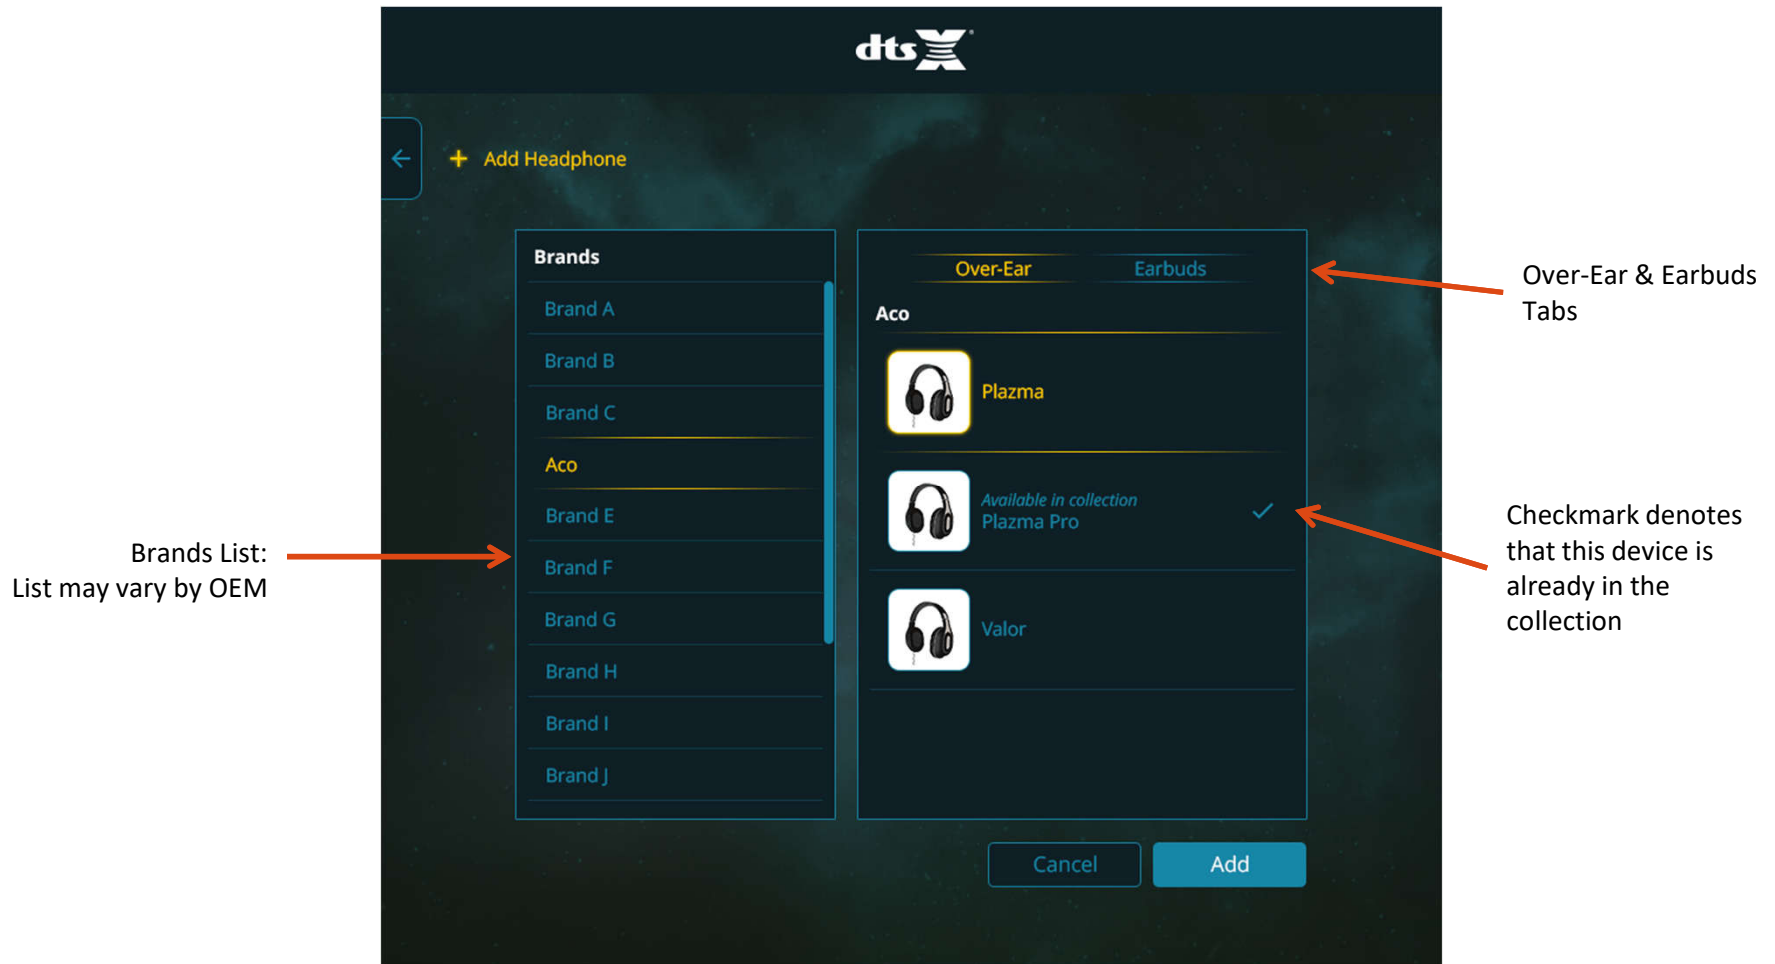 dts X®
+ Add Headphone
Brands
Brand A
Brand B
Brand C
Aco
Brand E
Brand F
Brand G
Brand H
Brand I
Brand J
Over-Ear
Earbuds
Aco
Plazma
Available in collection
Plazma Pro
Valor
Cancel
Add
Brands List:
List may vary by OEM
Over-Ear & Earbuds
Tabs
Checkmark denotes
that this device is
already in the
collection